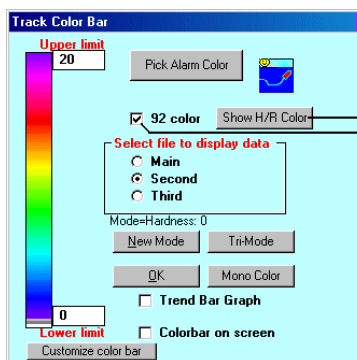 Track Color Bar
Upper limit
20
Pick Alarm Color
92 color
Show H/R Color
Select file to display data
Main
Second
Third
Mode=Hardness: 0
New Mode
Tri-Mode
OK
Mono Color
Trend Bar Graph
0
Lower limit
Colorbar on screen
Customize color bar